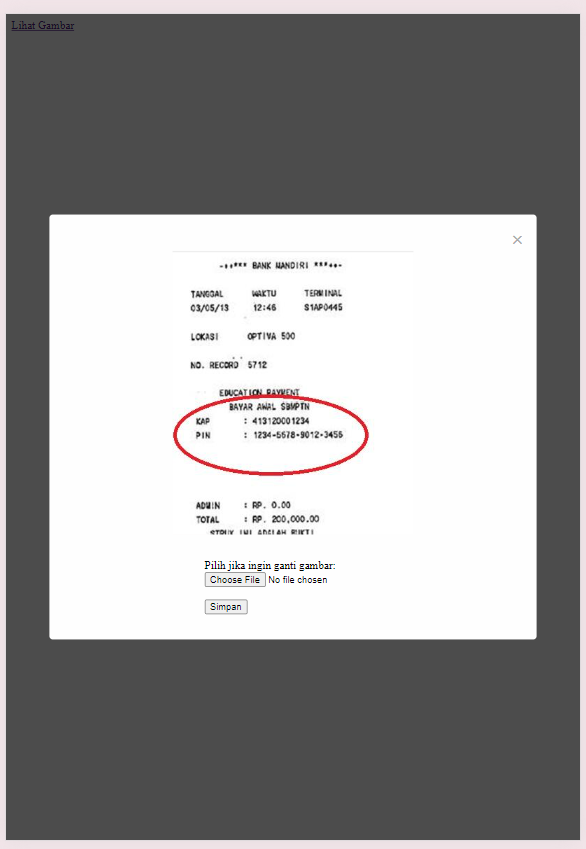 Lihat Gambar
×
-++*** BANK MANDIRI ***++-
TANGGAL WAKTU TERMINAL
03/05/13 12:46 S1AP0445
LOKASI OPTIVA 500
NO. RECORD 5712
EDUCATION PAYMENT
BAYAR AWAL SBMPTN
KAP : 413120001234
PIN : 1234-5678-9012-3456
ADMIN : RP. 0.00
TOTAL : RP. 200,000.00
STRUK INI ADALAH BUKTI
Pilih jika ingin ganti gambar:
Choose File No file chosen
Simpan